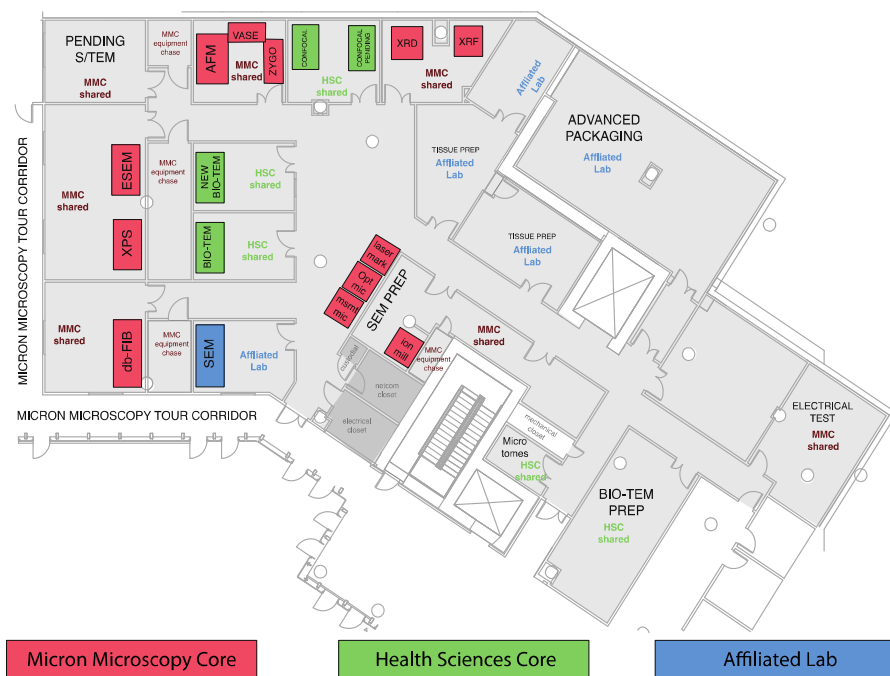 PENDING
S/TEM
MMC
shared
MMC
equipment
chase
AFM
VASE
ZYGO
MMC
shared
CONFOCAL
CONFOCAL
PENDING
HSC
shared
XRD
XRF
MMC
shared
Affiliated
Lab
ADVANCED
PACKAGING
Affliated
Lab
TISSUE PREP
Affiliated
Lab
TISSUE PREP
Affiliated
Lab
MICRON MICROSCOPY TOUR CORRIDOR
MMC
shared
ESEM
XPS
MMC
equipment
chase
NEW
BIO-TEM
HSC
shared
BIO-TEM
HSC
shared
laser
mark
Opt
mic
msmt
mic
SEM PREP
ion
mill
MMC
equipment
chase
MMC
shared
MMC
shared
db-FIB
MMC
equipment
chase
SEM
Affiliated
Lab
custodial
nelcom
closet
electrical
closet
MICRON MICROSCOPY TOUR CORRIDOR
mechanical
closet
Micro
tomes
HSC
shared
BIO-TEM
PREP
HSC
shared
ELECTRICAL
TEST
MMC
shared
Micron Microscopy Core
Health Sciences Core
Affiliated Lab